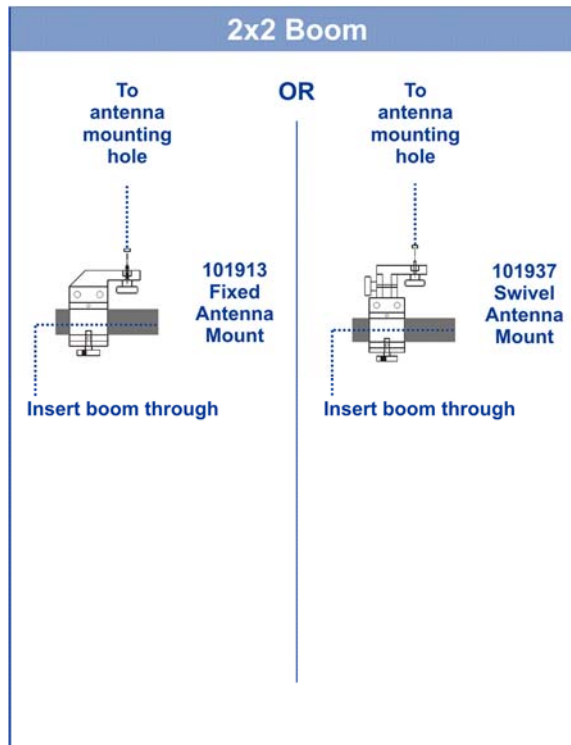 2x2 Boom
OR
To
antenna
mounting
hole
101913
Fixed
Antenna
Mount
Insert boom through
To
antenna
mounting
hole
101937
Swivel
Antenna
Mount
Insert boom through